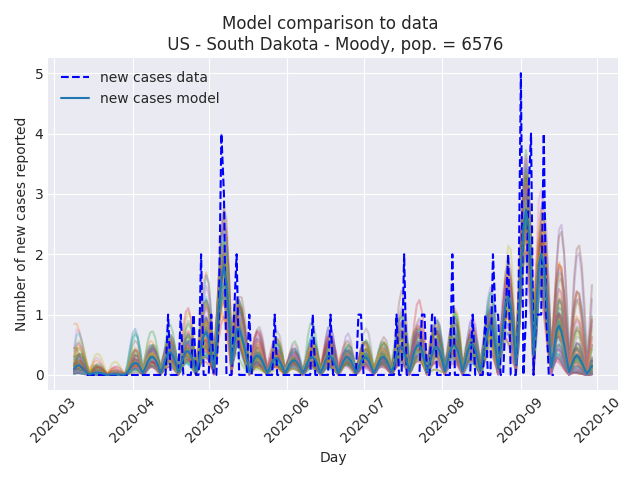 Model comparison to data
US - South Dakota - Moody, pop. = 6576
new cases data
new cases model
Number of new cases reported
5
4
3
2
1
0
2020-03
2020-04
2020-05
2020-06
2020-07
2020-08
2020-09
2020-10
Day